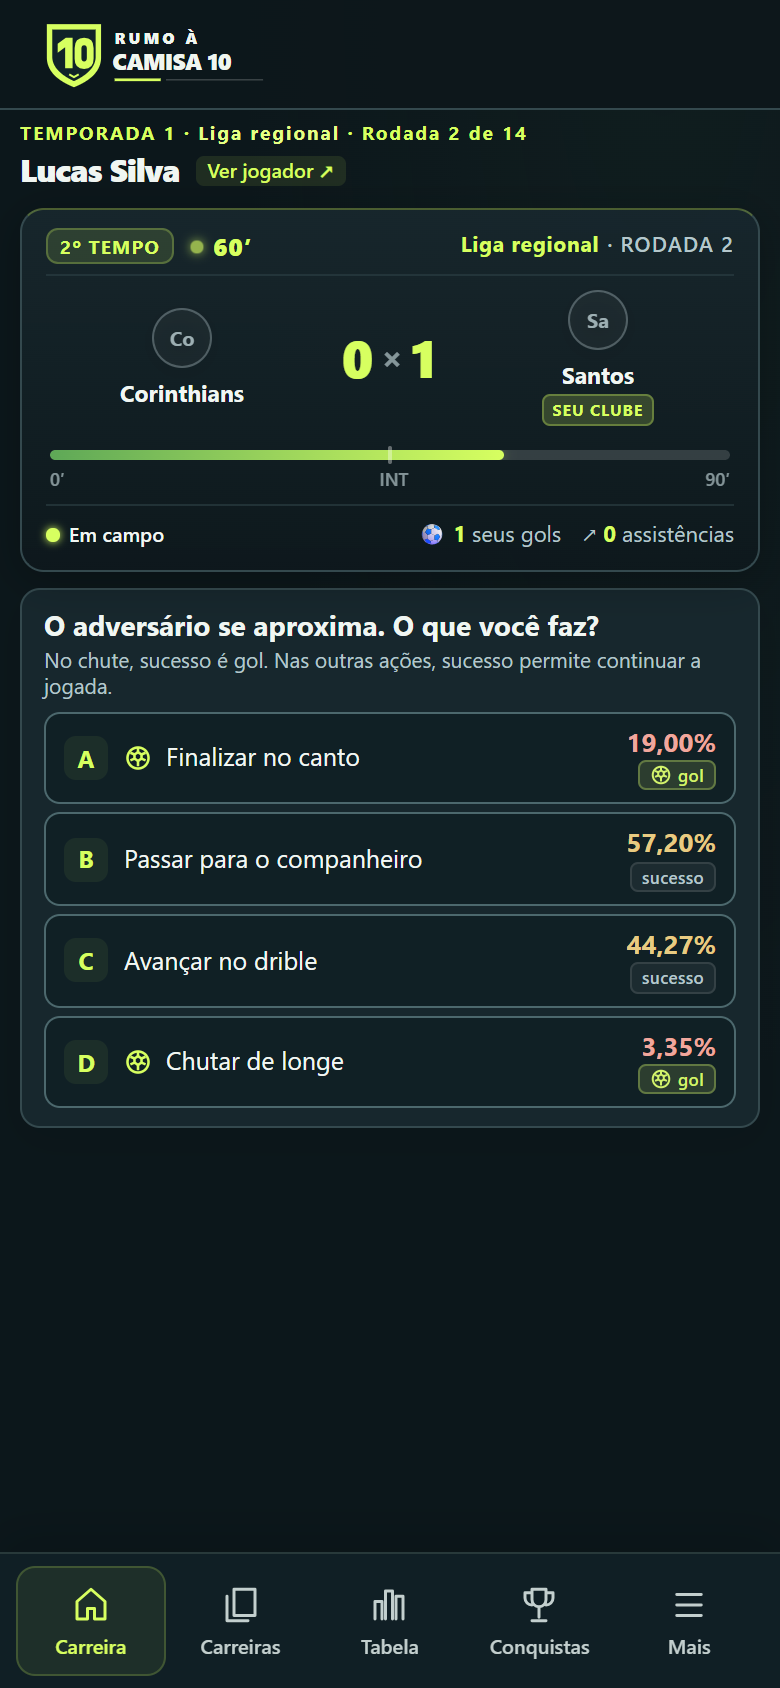 10
RUMO À
CAMISA 10
TEMPORADA 1 · Liga regional · Rodada 2 de 14
Lucas Silva
Ver jogador ↗
2º TEMPO
60′
Liga regional · RODADA 2
Co
Corinthians
0 × 1
Sa
Santos
SEU CLUBE
0′
INT
90′
Em campo
1 seus gols
↗ 0 assistências
O adversário se aproxima. O que você faz?
No chute, sucesso é gol. Nas outras ações, sucesso permite continuar a
jogada.
A
Finalizar no canto
19,00%
gol
B
Passar para o companheiro
57,20%
sucesso
C
Avançar no drible
44,27%
sucesso
D
Chutar de longe
3,35%
gol
Carreira
Carreiras
Tabela
Conquistas
Mais